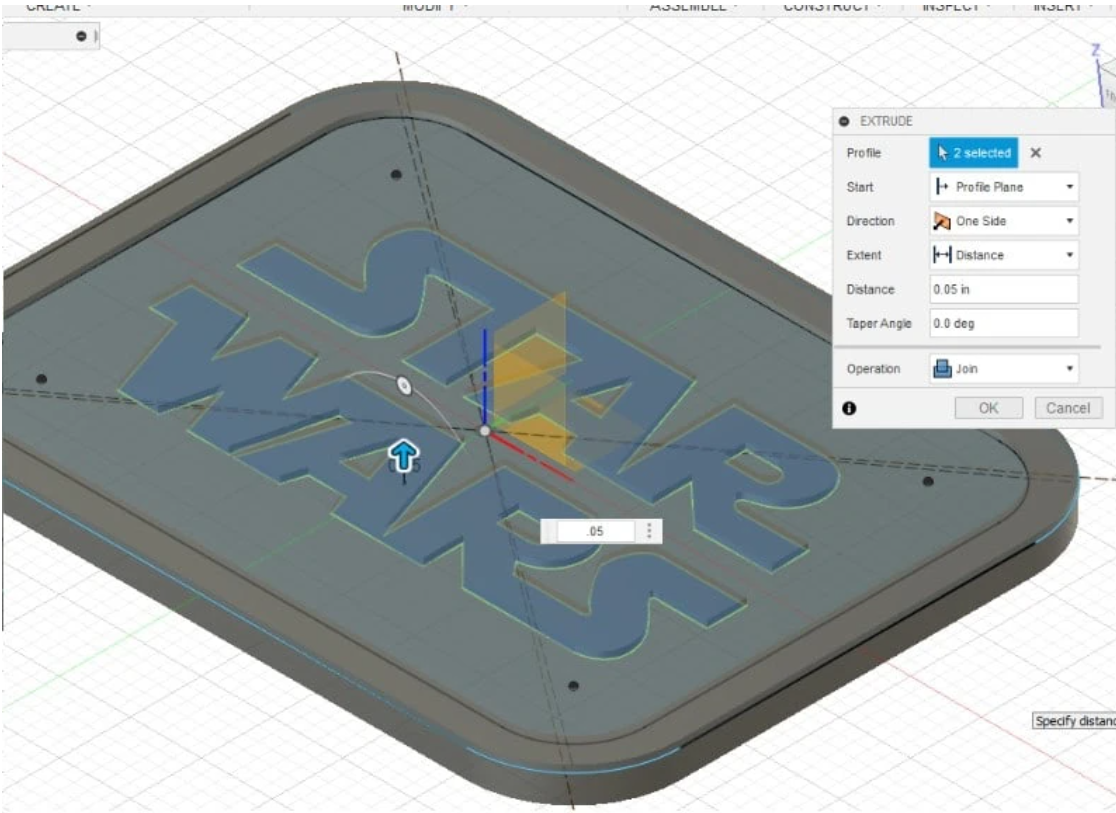 CREATE MODIFY ASSEMBLE CONSTRUCT INSPECT INSERT
Z
EXTRUDE
Profile 2 selected
Start Profile Plane
Direction One Side
Extent Distance
Distance 0.05 in
Taper Angle 0.0 deg
Operation Join
OK Cancel
STAR
WARS
.05
Specify distanc